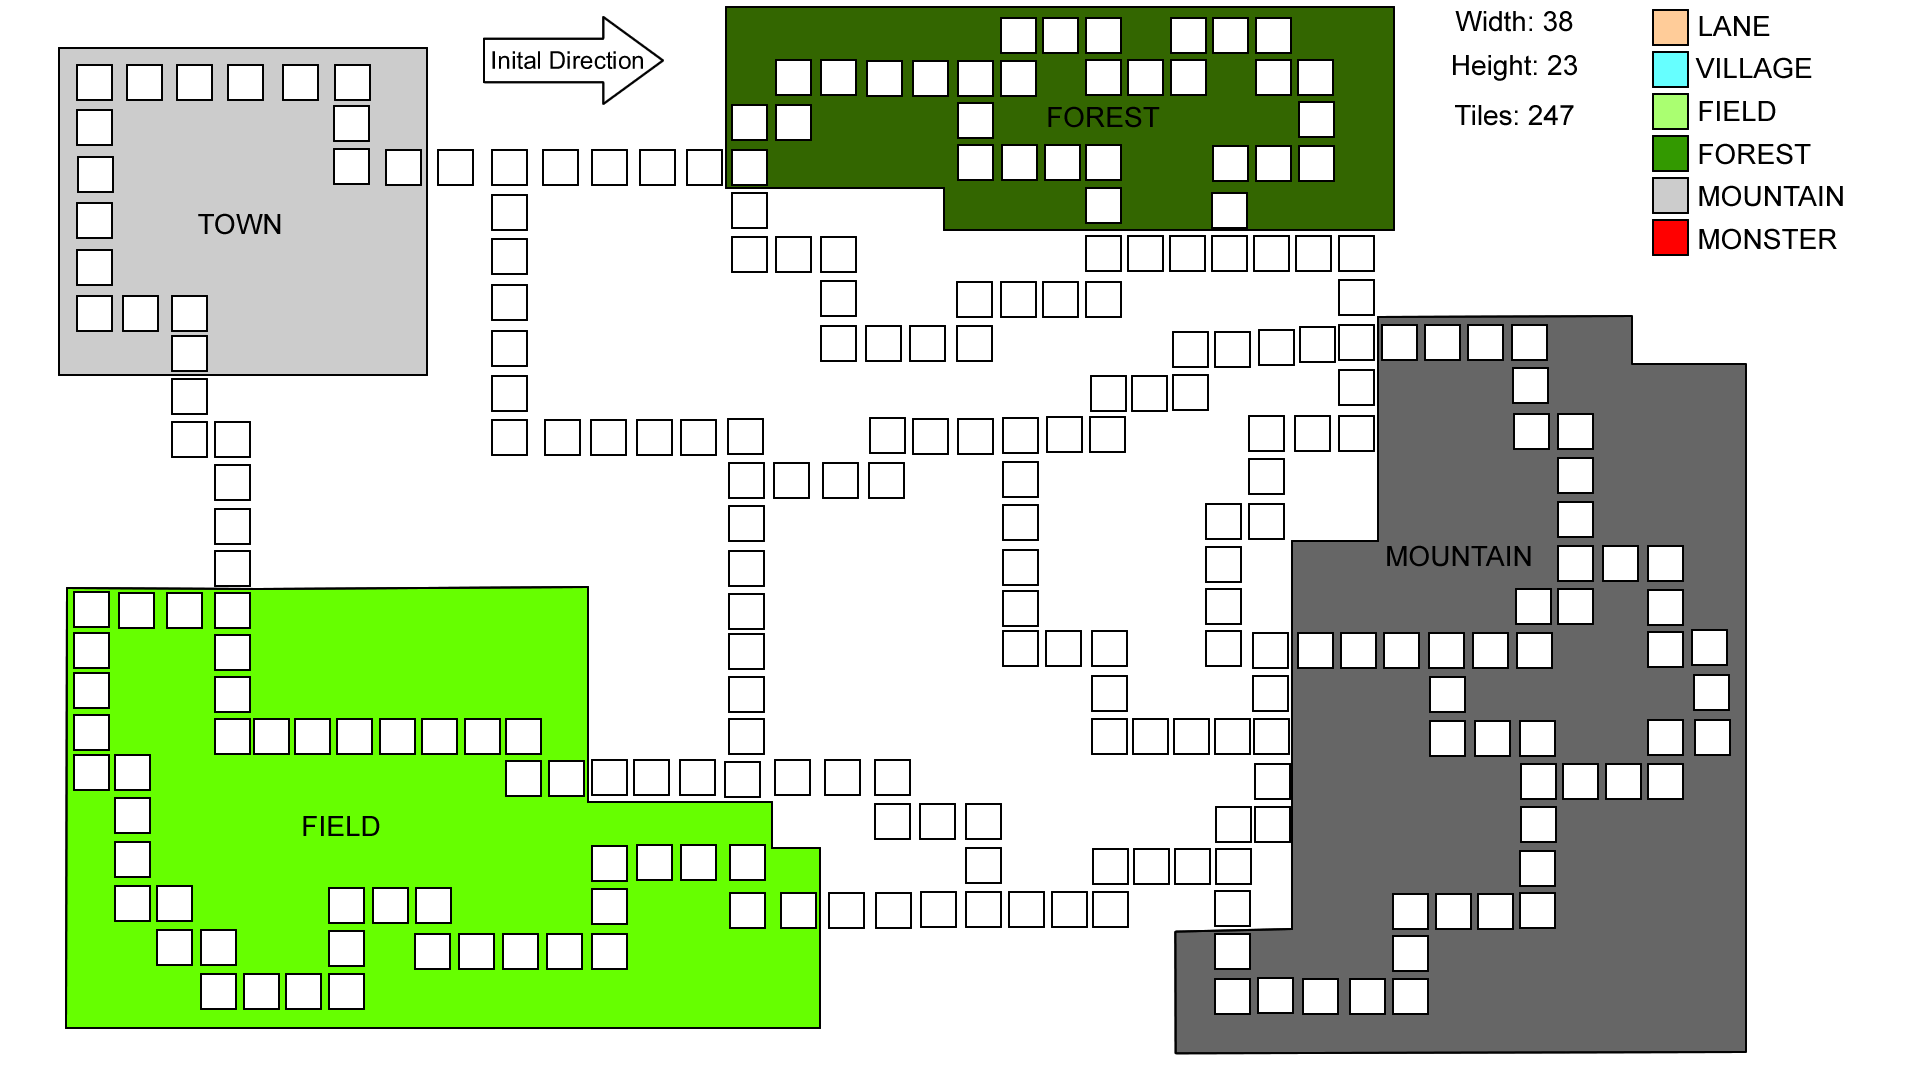 Inital Direction
Width: 38
Height: 23
Tiles: 247
LANE
VILLAGE
FIELD
FOREST
MOUNTAIN
MONSTER
FOREST
TOWN
MOUNTAIN
FIELD